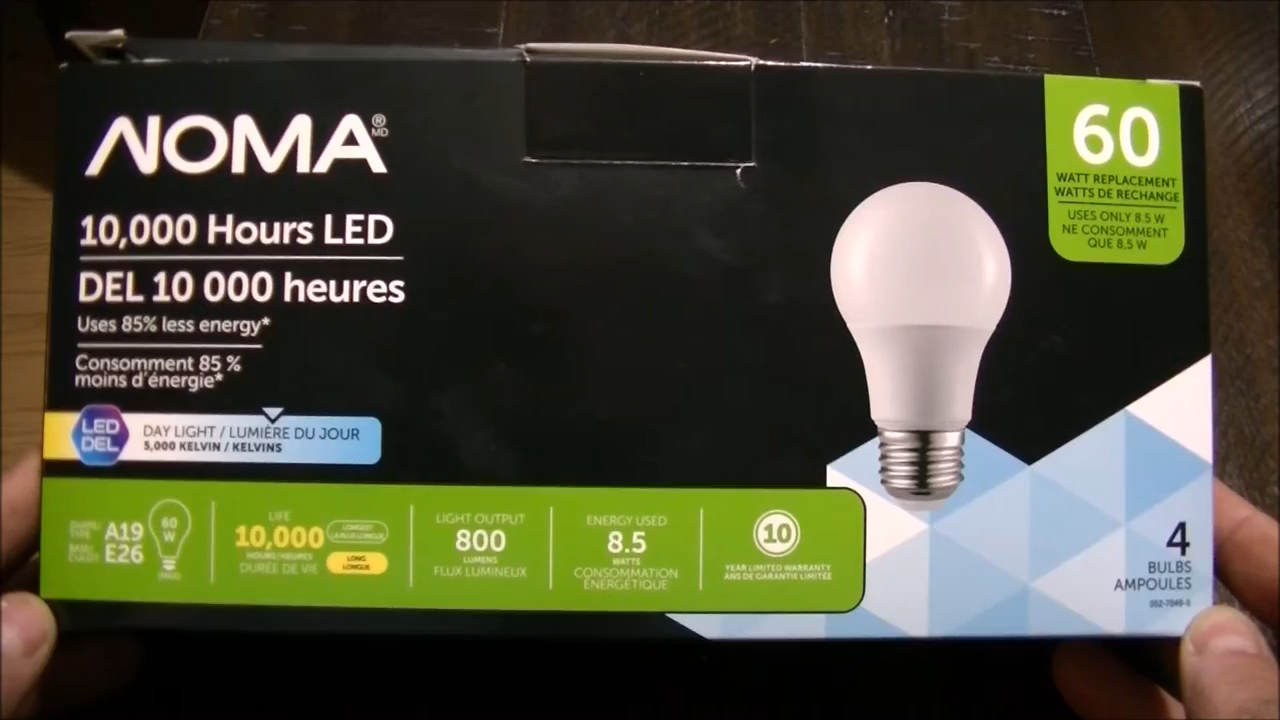 NOMA®
MD
10,000 Hours LED
DEL 10 000 heures
Uses 85% less energy*
Consomment 85 %
moins d'énergie*
LED
DEL
DAY LIGHT / LUMIÈRE DU JOUR
5,000 KELVIN / KELVINS
60
WATT REPLACEMENT
WATTS DE RECHANGE
USES ONLY 8.5 W
NE CONSOMMENT
QUE 8.5 W
A19
E26
60
W
LIFE
10,000
HOURS/HEURES
DURÉE DE VIE
LONGEST
LA PLUS LONGUE
LONG
LONGUE
LIGHT OUTPUT
800
LUMENS
FLUX LUMINEUX
ENERGY USED
8.5
WATTS
CONSOMMATION
ÉNERGÉTIQUE
10
YEAR LIMITED WARRANTY
ANS DE GARANTIE LIMITÉE
4
BULBS
AMPOULES